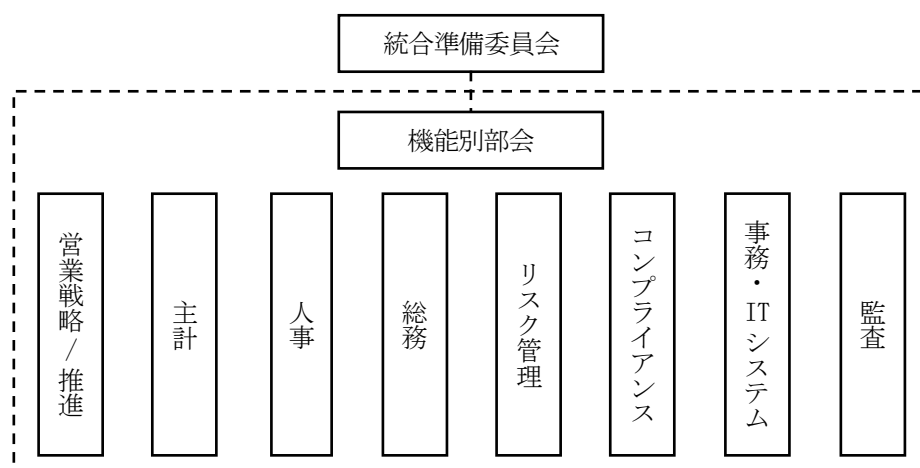 統合準備委員会
機能別部会
営業戦略/推進
主計
人事
総務
リスク管理
コンプライアンス
事務・ITシステム
監査